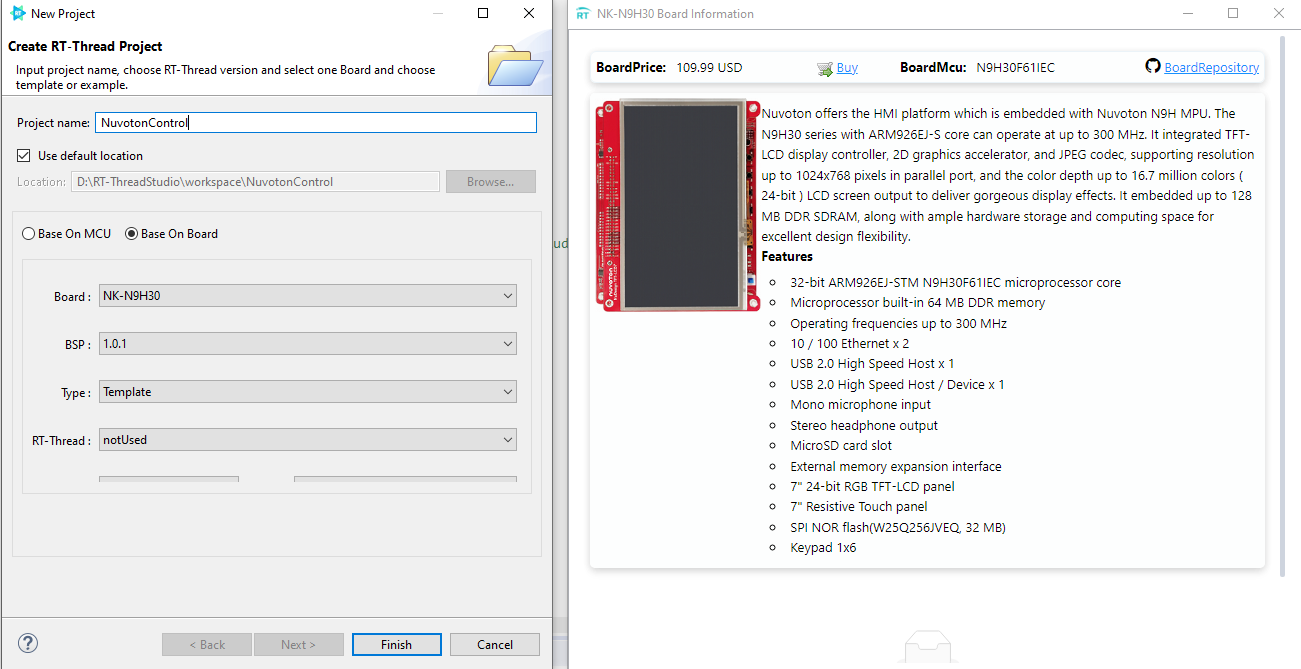 New Project
Create RT-Thread Project
Input project name, choose RT-Thread version and select one Board and choose
template or example.
Project name: NuvotonControl
Use default location
Location: D:\RT-ThreadStudio\workspace\NuvotonControl Browse...
Base On MCU Base On Board
Board : NK-N9H30
BSP : 1.0.1
Type : Template
RT-Thread : notUsed
< Back Next > Finish Cancel
ud
RT NK-N9H30 Board Information
BoardPrice: 109.99 USD Buy BoardMcu: N9H30F61IEC BoardRepository
Nuvoton offers the HMI platform which is embedded with Nuvoton N9H MPU. The
N9H30 series with ARM926EJ-S core can operate at up to 300 MHz. It integrated TFT-
LCD display controller, 2D graphics accelerator, and JPEG codec, supporting resolution
up to 1024x768 pixels in parallel port, and the color depth up to 16.7 million colors (
24-bit ) LCD screen output to deliver gorgeous display effects. It embedded up to 128
MB DDR SDRAM, along with ample hardware storage and computing space for
excellent design flexibility.
Features
32-bit ARM926EJ-STM N9H30F61IEC microprocessor core
Microprocessor built-in 64 MB DDR memory
Operating frequencies up to 300 MHz
10 / 100 Ethernet x 2
USB 2.0 High Speed Host x 1
USB 2.0 High Speed Host / Device x 1
Mono microphone input
Stereo headphone output
MicroSD card slot
External memory expansion interface
7" 24-bit RGB TFT-LCD panel
7" Resistive Touch panel
SPI NOR flash(W25Q256JVEQ, 32 MB)
Keypad 1x6